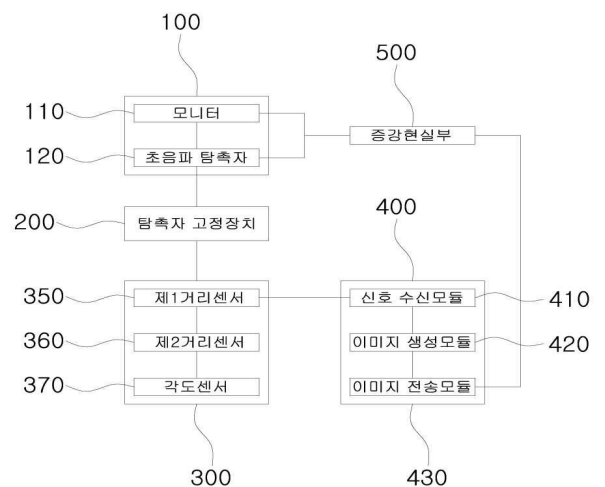 100
500
110
모니터
증강현실부
120
초음파 탐촉자
400
200
탐촉자 고정장치
350
제1거리센서
신호 수신모듈
410
360
제2거리센서
이미지 생성모듈
420
370
각도센서
이미지 전송모듈
300
430